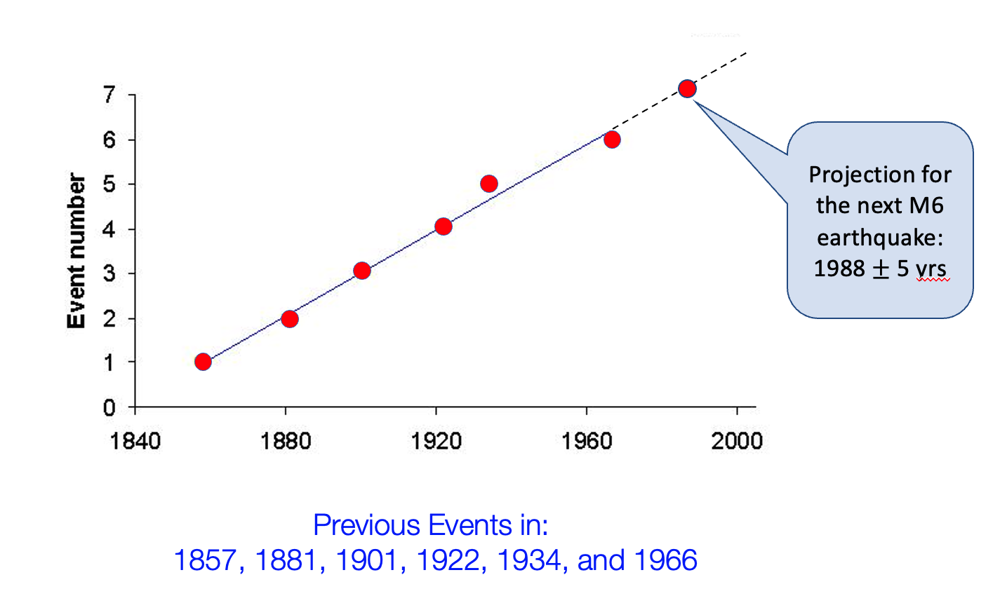 7
6
5
4
3
2
1
0
Event number
1840 1880 1920 1960 2000
Projection for
the next M6
earthquake:
1988 ± 5 yrs
Previous Events in:
1857, 1881, 1901, 1922, 1934, and 1966